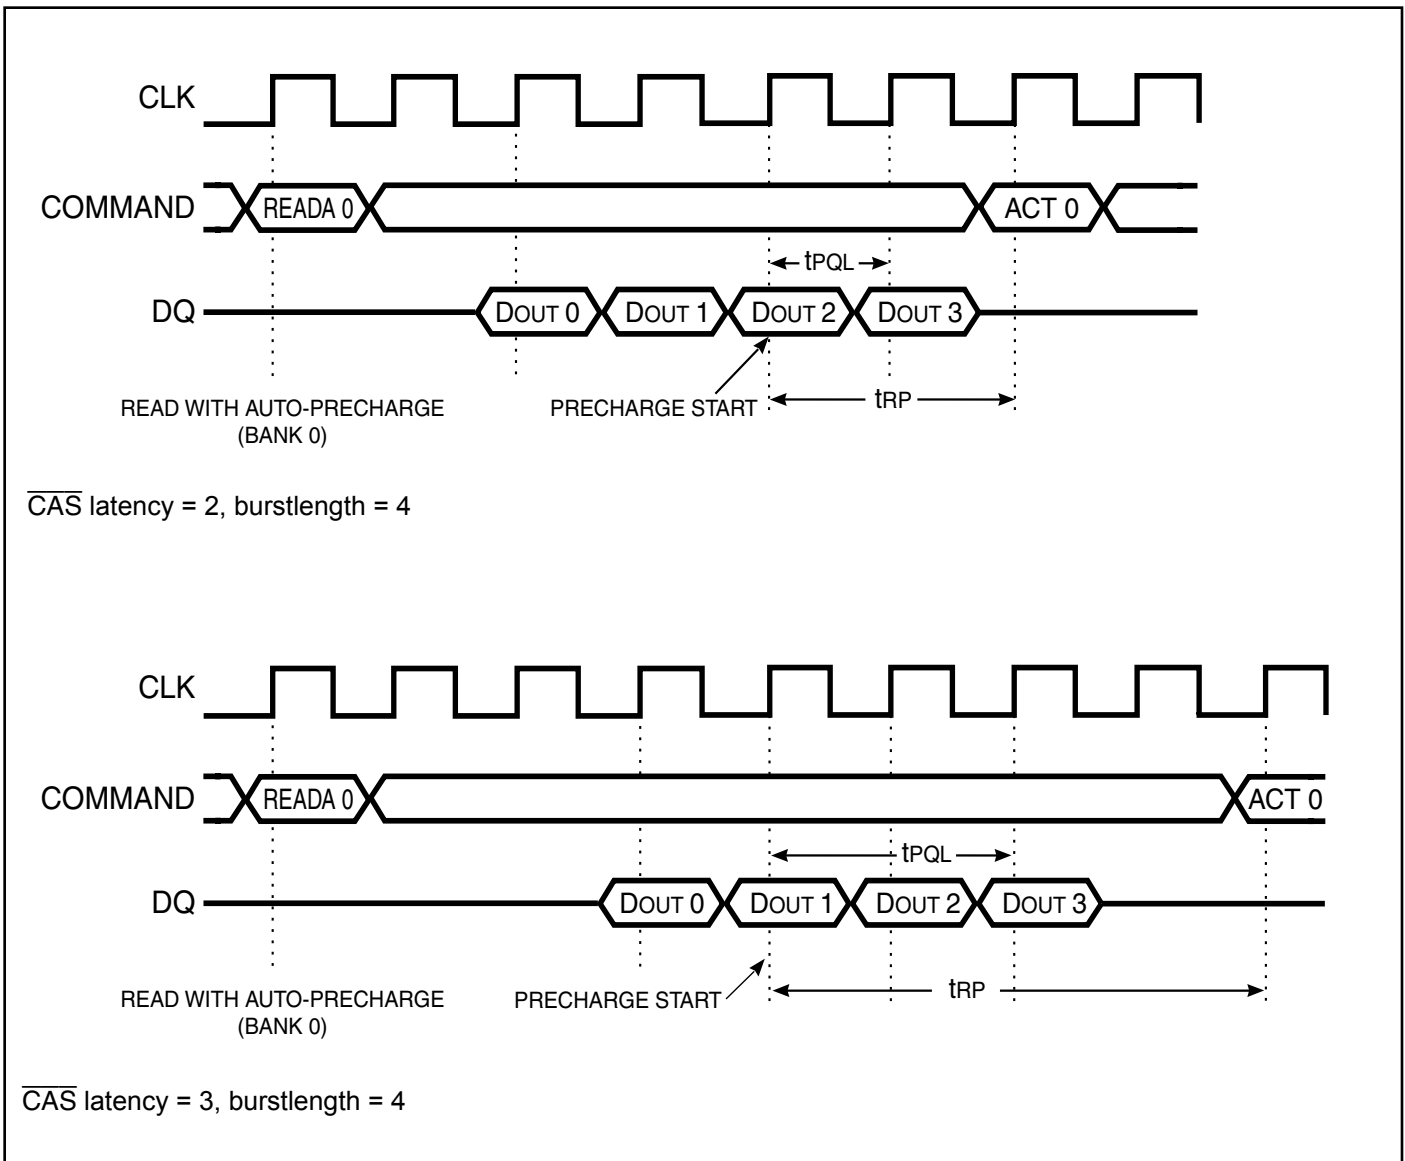 CLK
COMMAND READA 0 ACT 0
tPQL
DQ DOUT 0 DOUT 1 DOUT 2 DOUT 3
tRP
READ WITH AUTO-PRECHARGE PRECHARGE START
(BANK 0)
CAS latency = 2, burstlength = 4
CLK
COMMAND READA 0 ACT 0
tPQL
DQ DOUT 0 DOUT 1 DOUT 2 DOUT 3
tRP
READ WITH AUTO-PRECHARGE PRECHARGE START
(BANK 0)
CAS latency = 3, burstlength = 4